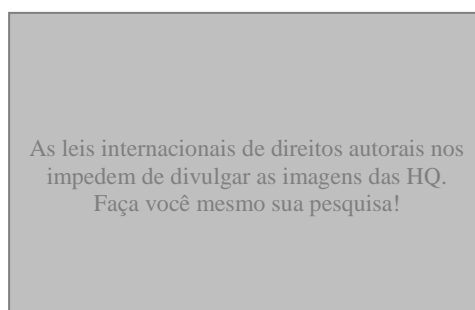 As leis internacionais de direitos autorais nos
impedem de divulgar as imagens das HQ.
Faça você mesmo sua pesquisa!